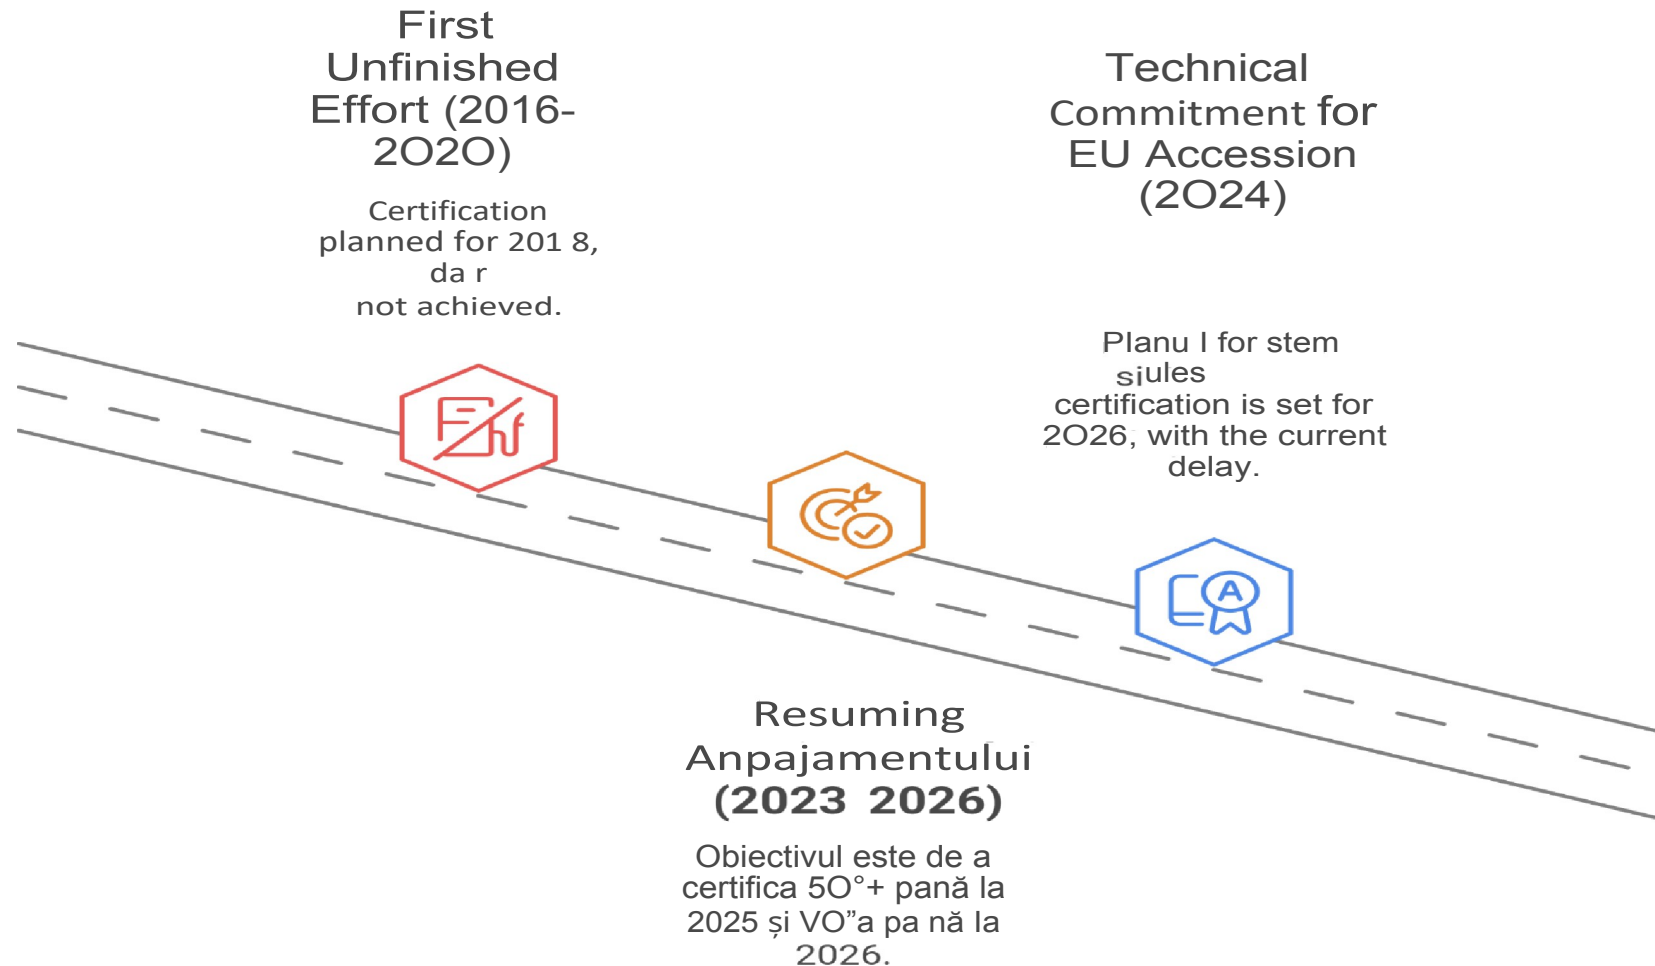 First
Unfinished
Effort (2016-
2O2O)
Certification
planned for 201 8,
da r
not achieved.
Technical
Commitment for
EU Accession
(2O24)
Planu l for stem
siules
certification is set for
2O26, with the current
delay.
A
Resuming
Anpajamentului
(2023 2026)
Obiectivul este de a
certifica 5O°+ pană la
2025 și VO”a pa nă la
2026.